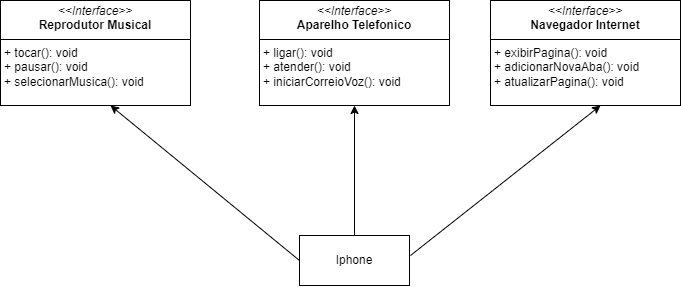 <<Interface>>
Reprodutor Musical
+ tocar(): void
+ pausar(): void
+ selecionarMusica(): void
<<Interface>>
Aparelho Telefonico
+ ligar(): void
+ atender(): void
+ iniciarCorreioVoz(): void
<<Interface>>
Navegador Internet
+ exibirPagina(): void
+ adicionarNovaAba(): void
+ atualizarPagina(): void
Iphone